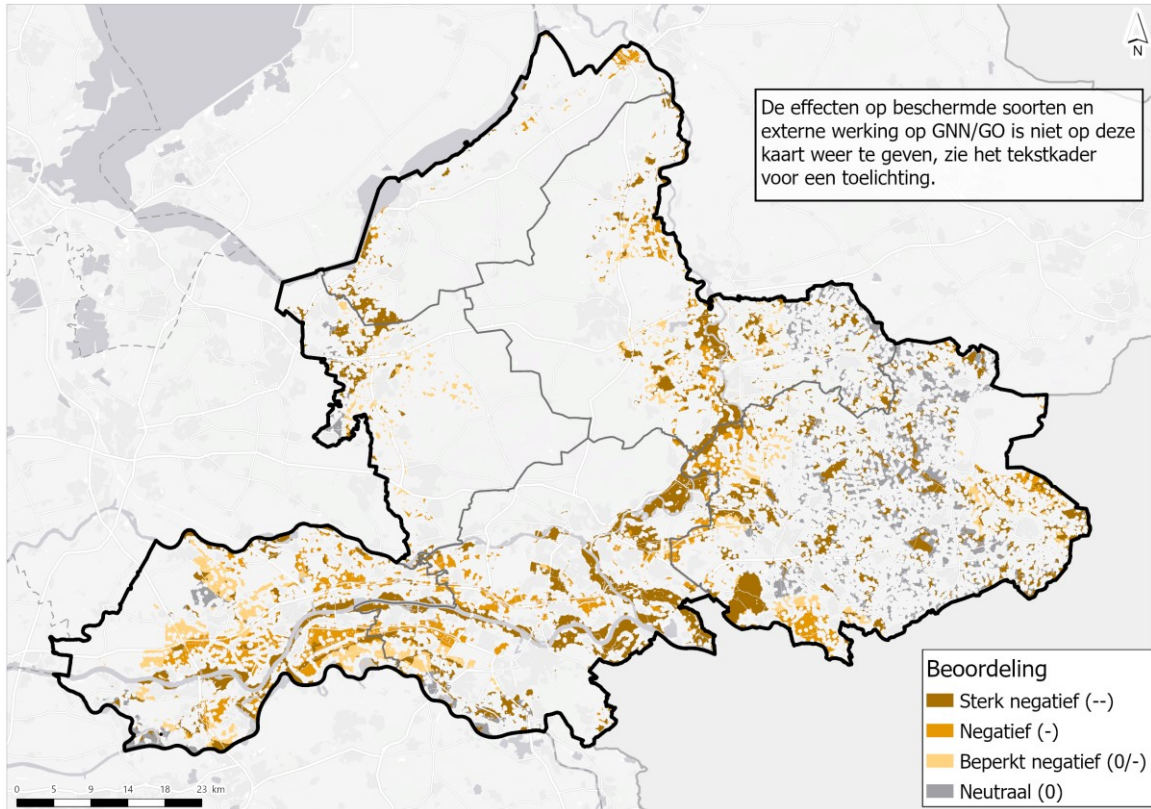 N
De effecten op beschermde soorten en
externe werking op GNN/GO is niet op deze
kaart weer te geven, zie het tekstkader
voor een toelichting.
Beoordeling
Sterk negatief (--)
Negatief (-)
Beperkt negatief (0/-)
Neutraal (0)
0 5 9 14 18 23 km